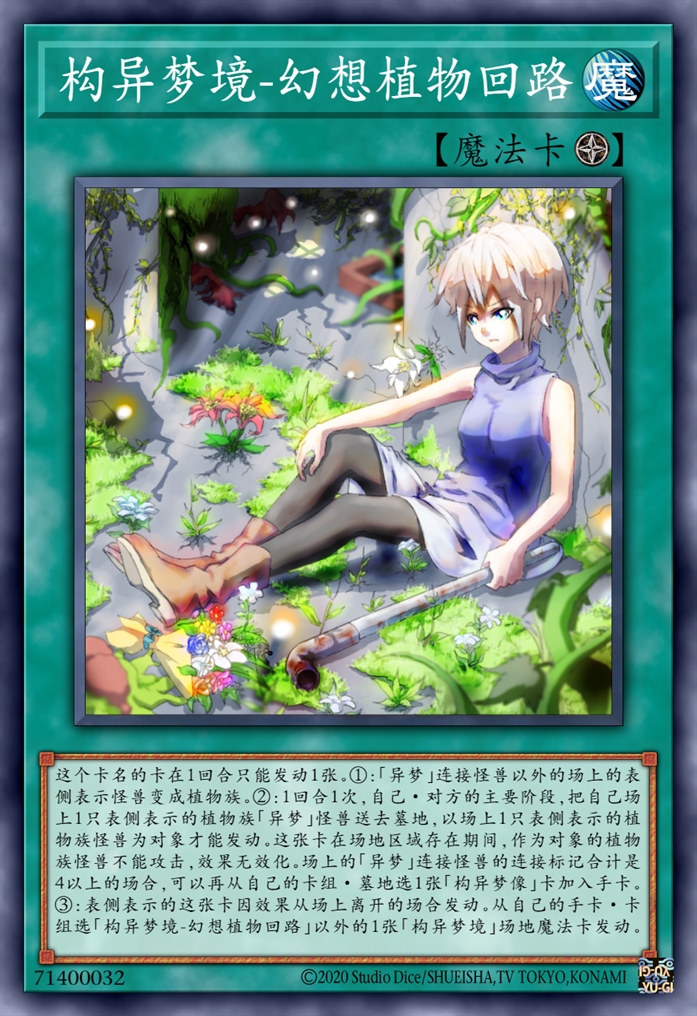 构异梦境-幻想植物回路 魔
【魔法卡】
这个卡名的卡在1回合只能发动1张。①:「异梦」连接怪兽以外的场上的表
侧表示怪兽变成植物族。②:1回合1次,自己·对方的主要阶段,把自己场
上1只表侧表示的植物族「异梦」怪兽送去墓地,以场上1只表侧表示的植
物族怪兽为对象才能发动。这张卡在场地区域存在期间,作为对象的植物
族怪兽不能攻击,效果无效化。场上的「异梦」连接怪兽的连接标记合计是
4以上的场合,可以再从自己的卡组·墓地选1张「构异梦像」卡加入手卡。
③:表侧表示的这张卡因效果从场上离开的场合发动。从自己的手卡·卡
组选「构异梦境-幻想植物回路」以外的1张「构异梦境」场地魔法卡发动。
71400032 ©2020 Studio Dice/SHUEISHA,TV TOKYO,KONAMI
YU-GI